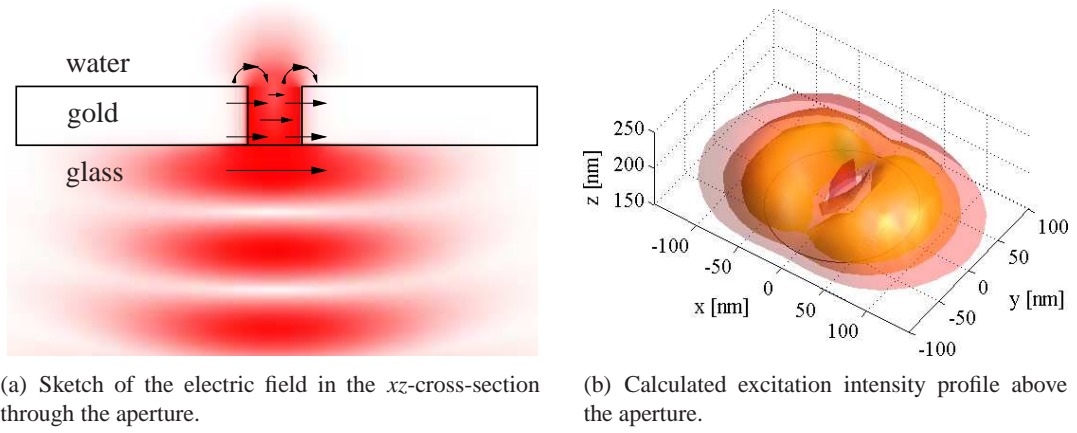 water
gold
glass
250
200
150
z [nm]
-100
-50
0
50
100
x [nm]
100
50
0
-50
-100
y [nm]
(a) Sketch of the electric field in the xz-cross-section
through the aperture.
(b) Calculated excitation intensity profile above
the aperture.